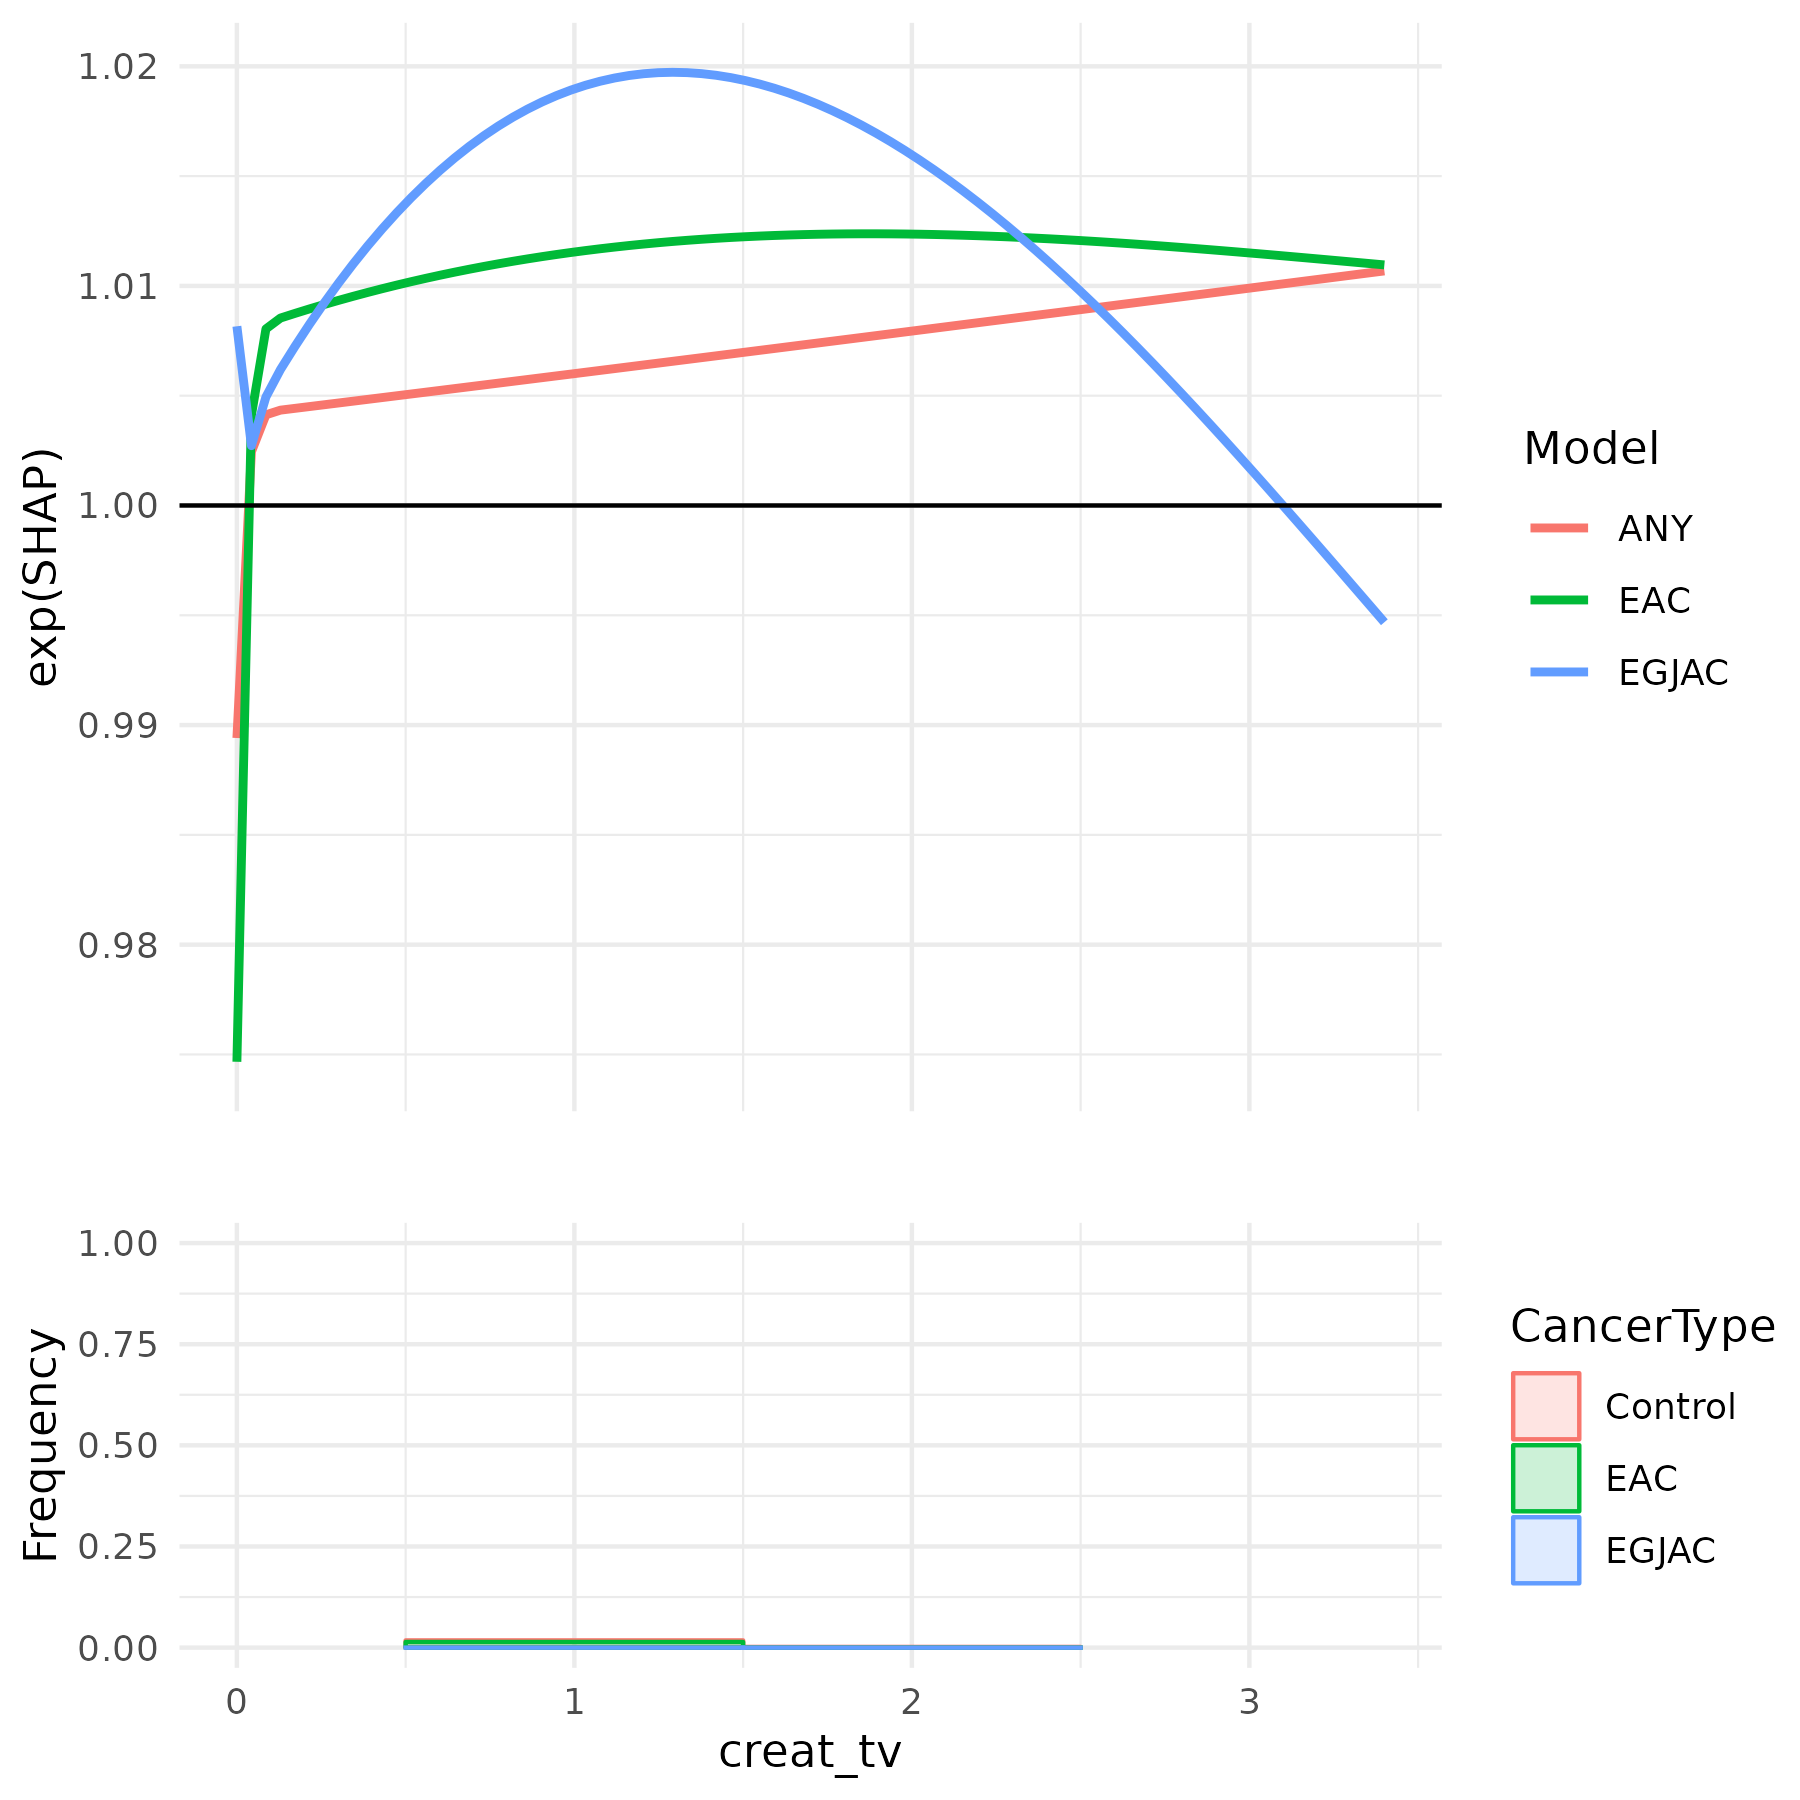 1.02
1.01
1.00
0.99
0.98
exp(SHAP)
Model
ANY
EAC
EGJAC
1.00
0.75
0.50
0.25
0.00
Frequency
0 1 2 3
creat_tv
CancerType
Control
EAC
EGJAC